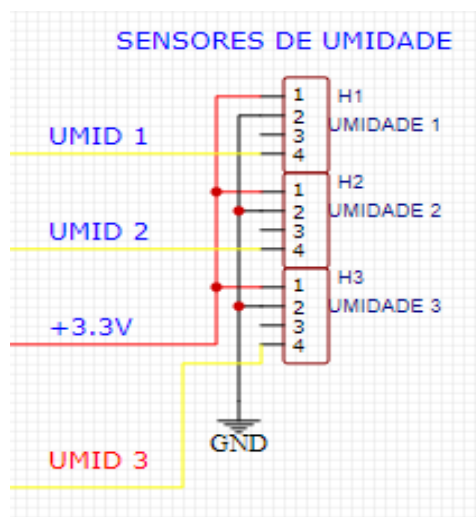 SENSORES DE UMIDADE
1 H1
2 UMIDADE 1
3
UMID 1
4
1 H2
2 UMIDADE 2
3
UMID 2
4
1 H3
2 UMIDADE 3
3
+3.3V
4
GND
UMID 3